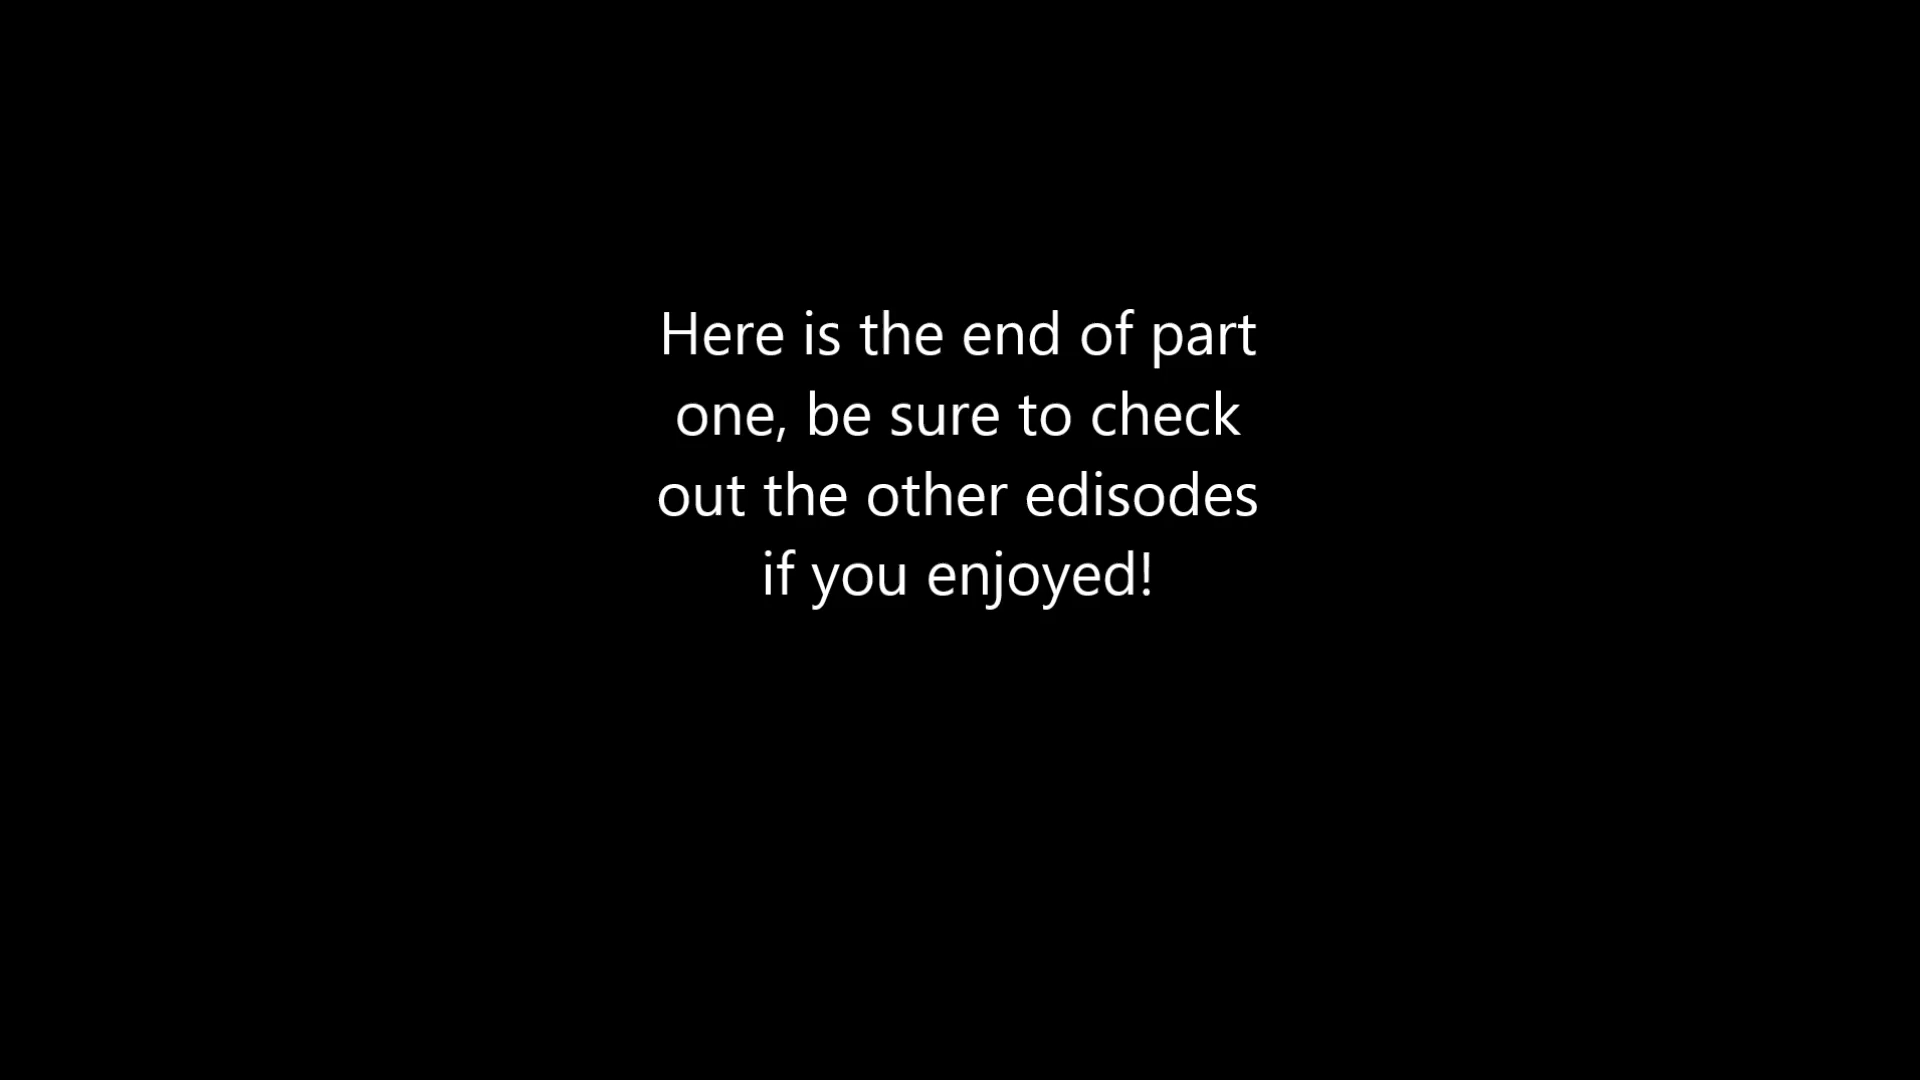 Here is the end of part
one, be sure to check
out the other edisodes
if you enjoyed!